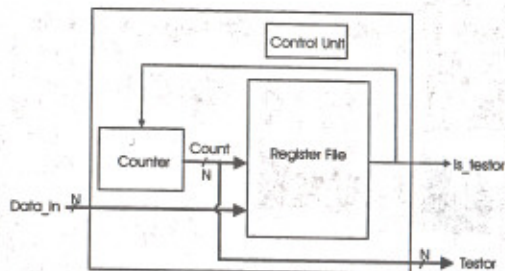 Control Unit
Count
Counter
N
Register File
Is_testor
Data_in
N
N
Testor